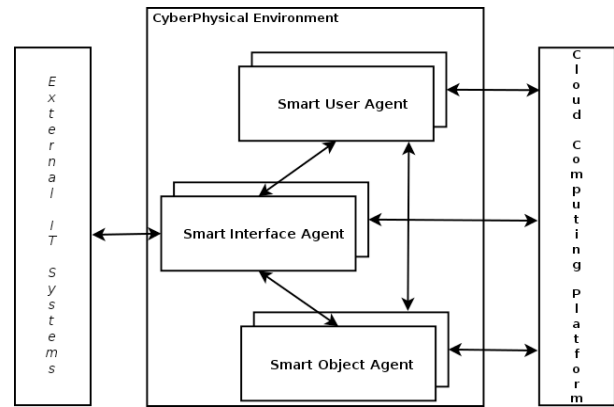 CyberPhysical Environment
External IT Systems
Smart User Agent
Smart Interface Agent
Smart Object Agent
Cloud Computing Platform